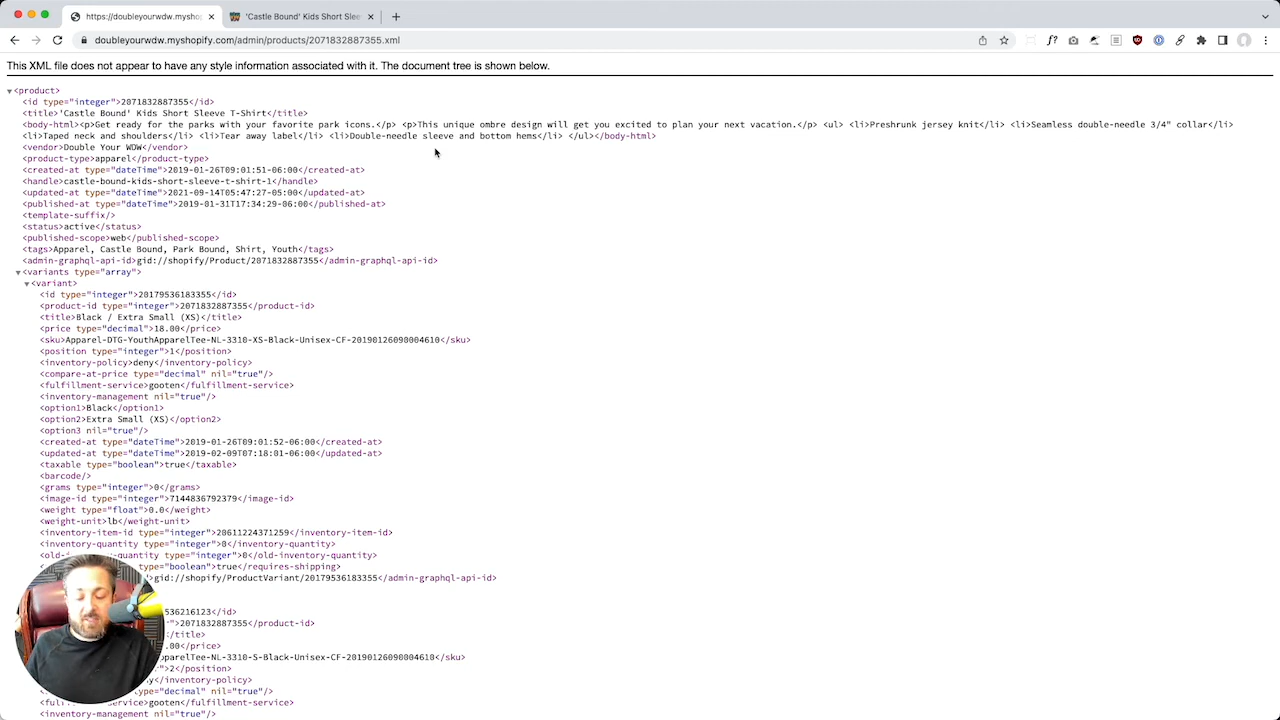 https://doubleyourwdw.myshop
'Castle Bound' Kids Short Slee
doubleyourwdw.myshopify.com/admin/products/2071832887355.xml
f?
This XML file does not appear to have any style information associated with it. The document tree is shown below.
<product>
<id type="integer">2071832887355</id>
<title>'Castle Bound' Kids Short Sleeve T-Shirt</title>
<body-html><p>Get ready for the parks with your favorite park icons.</p> <p>This unique ombre design will get you excited to plan your next vacation.</p> <ul> <li>Preshrunk jersey knit</li> <li>Seamless double-needle 3/4" collar</li>
<li>Taped neck and shoulders</li> <li>Tear away label</li> <li>Double-needle sleeve and bottom hems</li> </ul></body-html>
<vendor>Double Your WDW</vendor>
<product-type>apparel</product-type>
<created-at type="dateTime">2019-01-26T09:01:51-06:00</created-at>
<handle>castle-bound-kids-short-sleeve-t-shirt-1</handle>
<updated-at type="dateTime">2021-09-14T05:47:27-05:00</updated-at>
<published-at type="dateTime">2019-01-31T17:34:29-06:00</published-at>
<template-suffix/>
<status>active</status>
<published-scope>web</published-scope>
<tags>Apparel, Castle Bound, Park Bound, Shirt, Youth</tags>
<admin-graphql-api-id>gid://shopify/Product/2071832887355</admin-graphql-api-id>
<variants type="array">
<variant>
<id type="integer">20179536183355</id>
<product-id type="integer">2071832887355</product-id>
<title>Black / Extra Small (XS)</title>
<price type="decimal">18.00</price>
<sku>Apparel-DTG-YouthApparelTee-NL-3310-XS-Black-Unisex-CF-20190126090004610</sku>
<position type="integer">1</position>
<inventory-policy>deny</inventory-policy>
<compare-at-price type="decimal" nil="true"/>
<fulfillment-service>gooten</fulfillment-service>
<inventory-management nil="true"/>
<option1>Black</option1>
<option2>Extra Small (XS)</option2>
<option3 nil="true"/>
<created-at type="dateTime">2019-01-26T09:01:52-06:00</created-at>
<updated-at type="dateTime">2019-02-09T07:18:01-06:00</updated-at>
<taxable type="boolean">true</taxable>
<barcode/>
<grams type="integer">0</grams>
<image-id type="integer">7144836792379</image-id>
<weight type="float">0.0</weight>
<weight-unit>lb</weight-unit>
<inventory-item-id type="integer">20611224371259</inventory-item-id>
<inventory-quantity type="integer">0</inventory-quantity>
<old-inventory-quantity type="integer">0</old-inventory-quantity>
type="boolean">true</requires-shipping>
gid://shopify/ProductVariant/20179536183355</admin-graphql-api-id>
536216123</id>
">2071832887355</product-id>
</title>
.00</price>
pparelTee-NL-3310-S-Black-Unisex-CF-20190126090004610</sku>
">2</position>
y</inventory-policy>
"decimal" nil="true"/>
gooten</fulfillment-service>
<inventory-management nil="true"/>